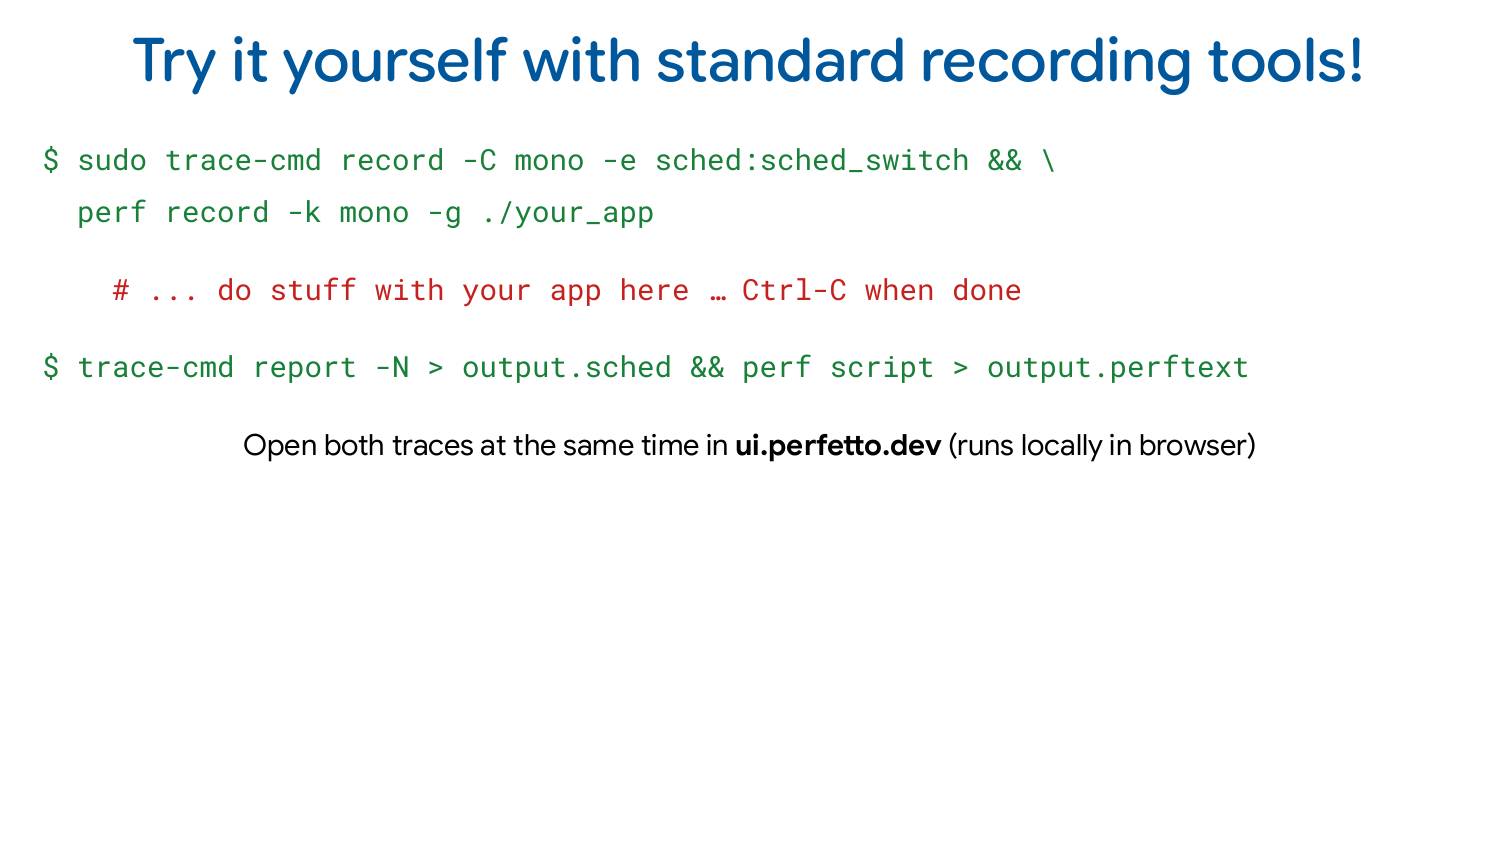 Try it yourself with standard recording tools!
$ sudo trace-cmd record -C mono -e sched:sched_switch && \
perf record -k mono -g ./your_app
# ... do stuff with your app here … Ctrl-C when done
$ trace-cmd report -N > output.sched && perf script > output.perftext
Open both traces at the same time in ui.perfetto.dev (runs locally in browser)